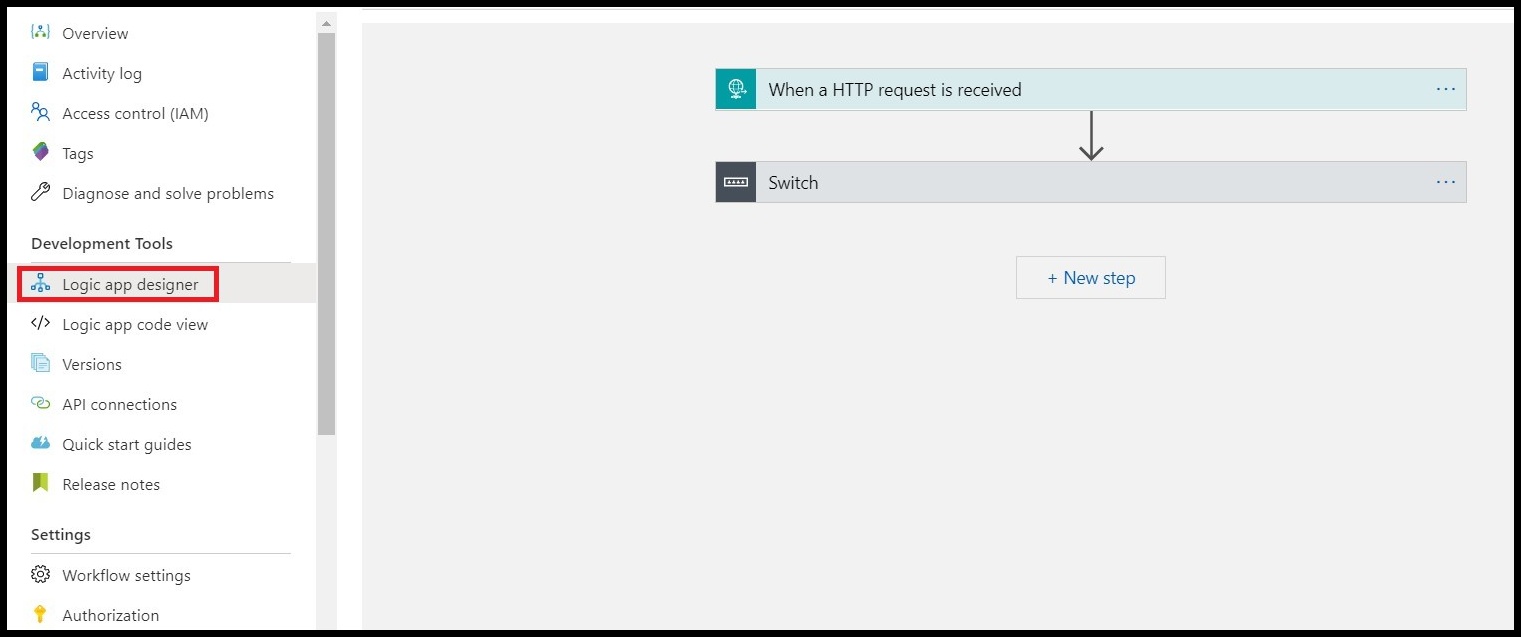 Overview
Activity log
Access control (IAM)
Tags
Diagnose and solve problems
Development Tools
Logic app designer
Logic app code view
Versions
API connections
Quick start guides
Release notes
Settings
Workflow settings
Authorization
When a HTTP request is received
Switch
+ New step